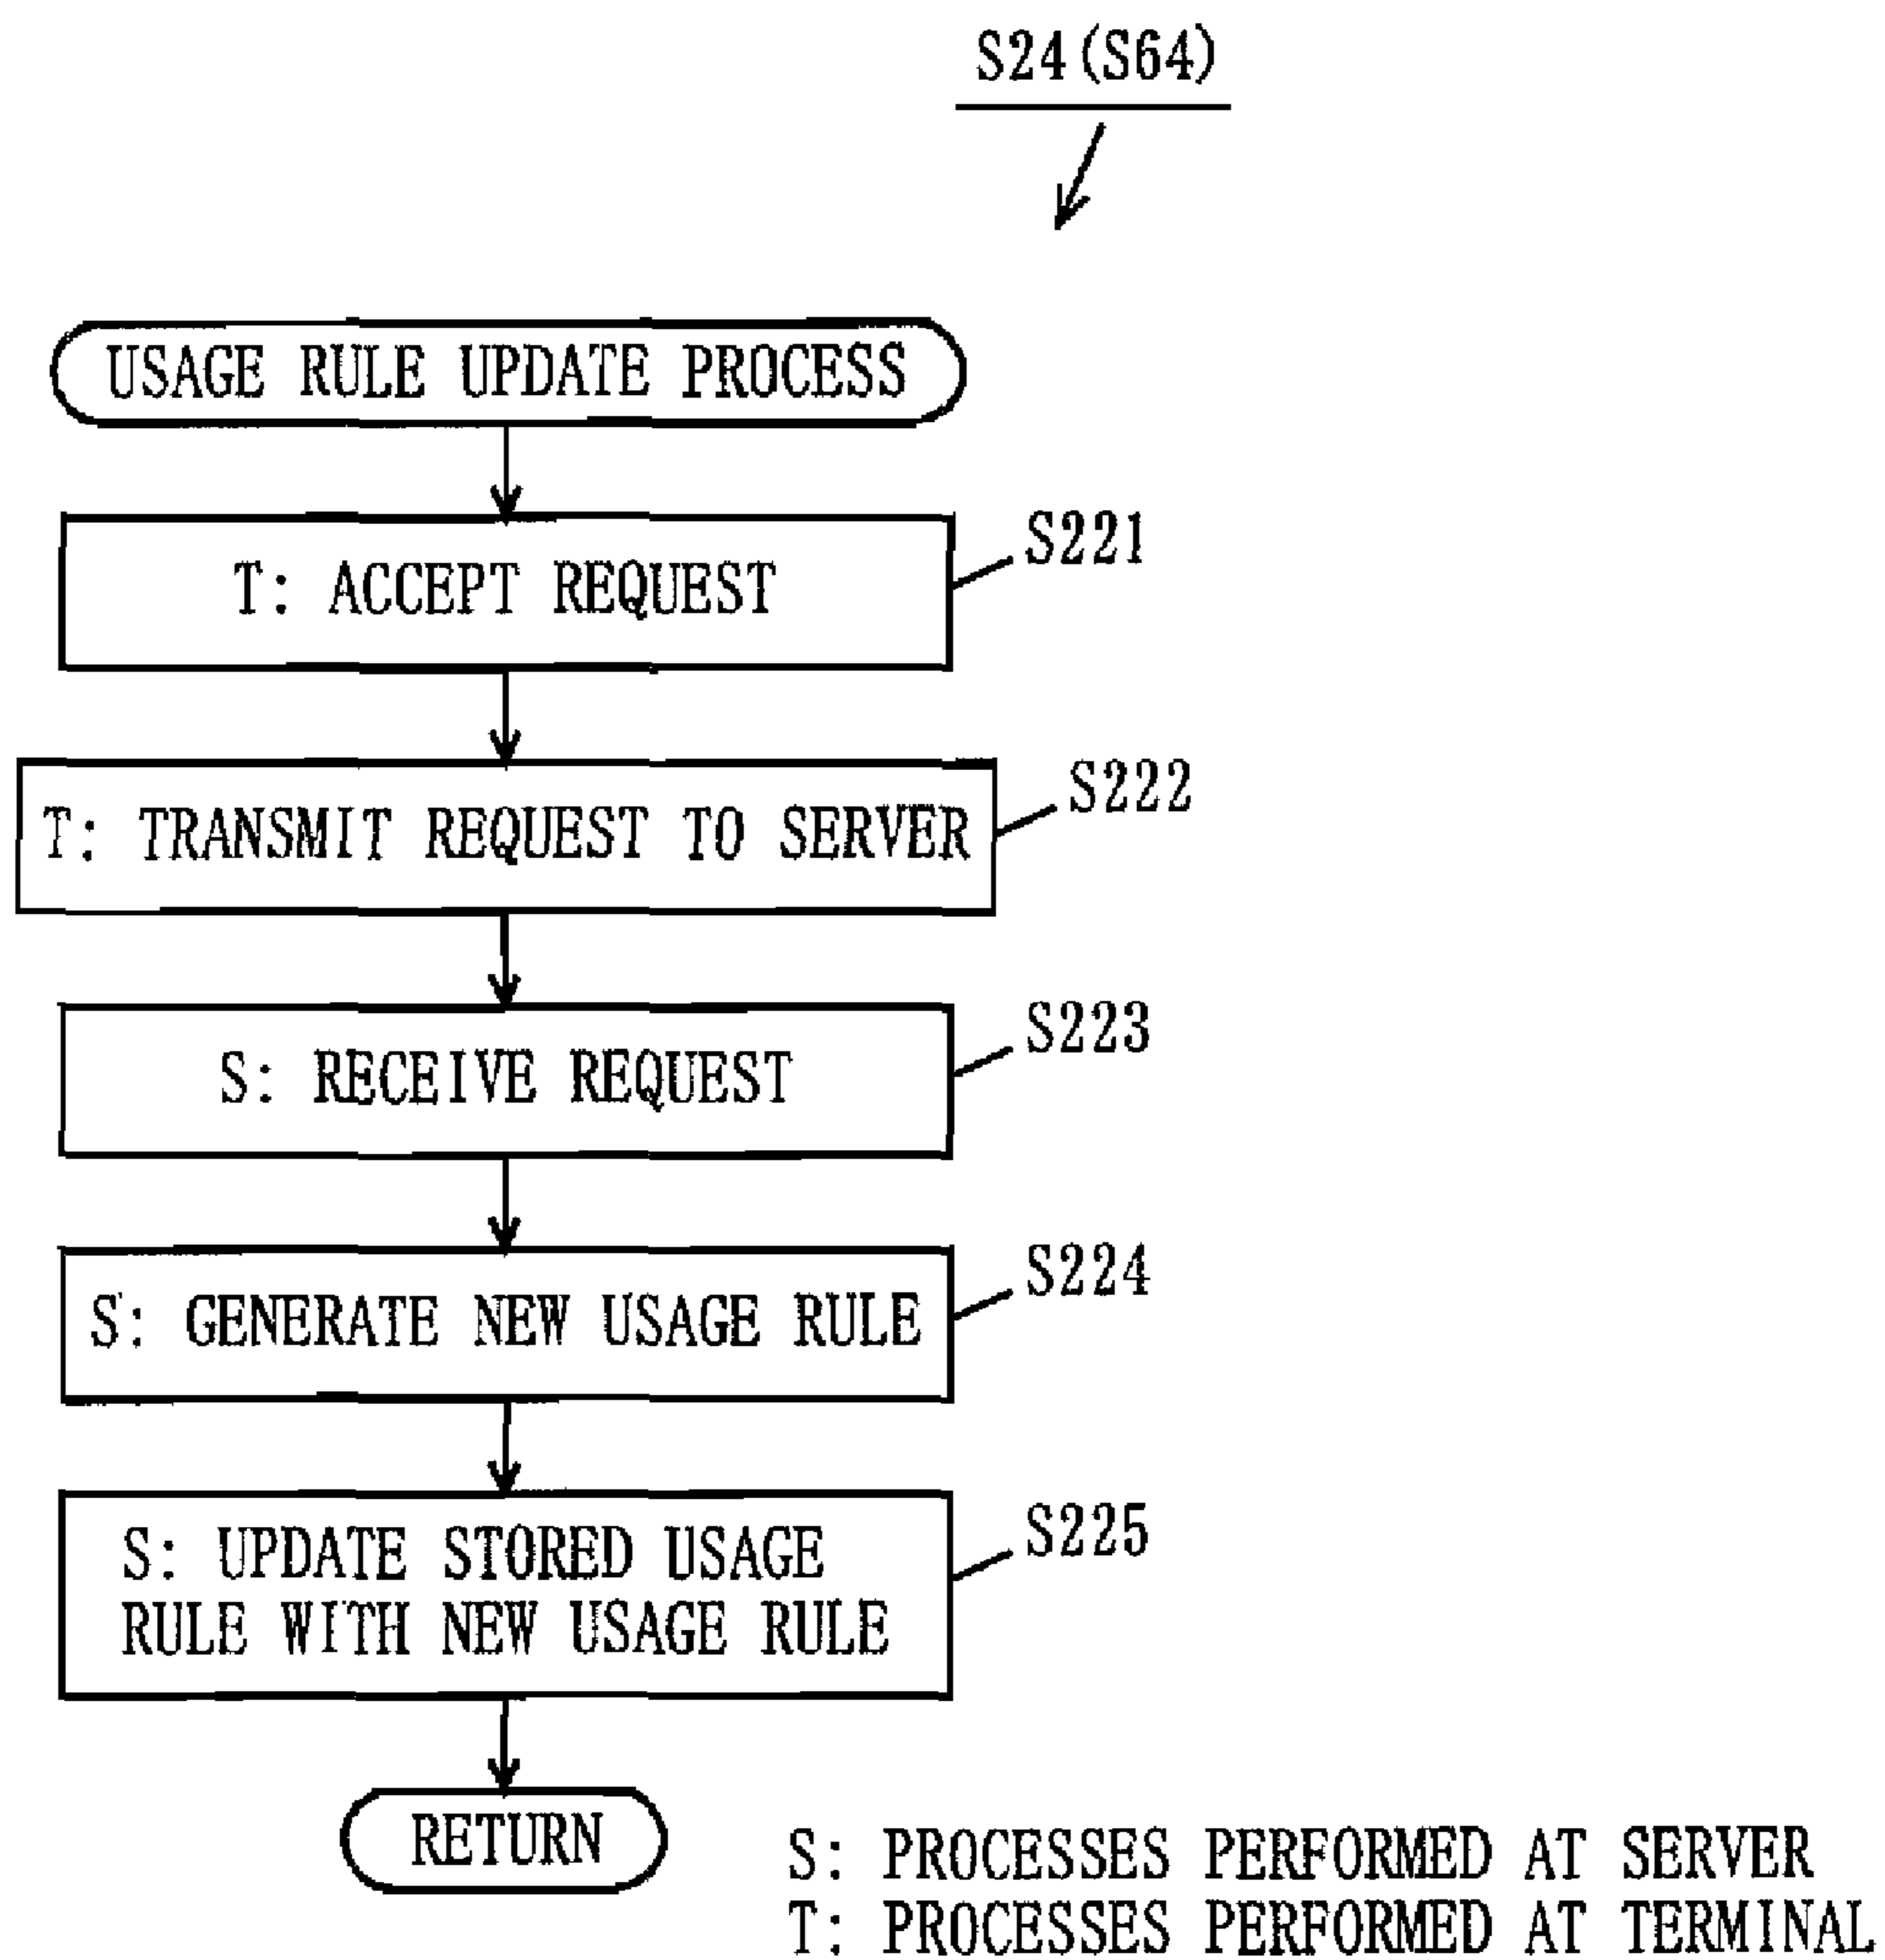 S24(S64)
USAGE RULE UPDATE PROCESS
T: ACCEPT REQUEST
S221
T: TRANSMIT REQUEST TO SERVER
S222
S: RECEIVE REQUEST
S223
S: GENERATE NEW USAGE RULE
S224
S: UPDATE STORED USAGE
RULE WITH NEW USAGE RULE
S225
RETURN
S: PROCESSES PERFORMED AT SERVER
T: PROCESSES PERFORMED AT TERMINAL